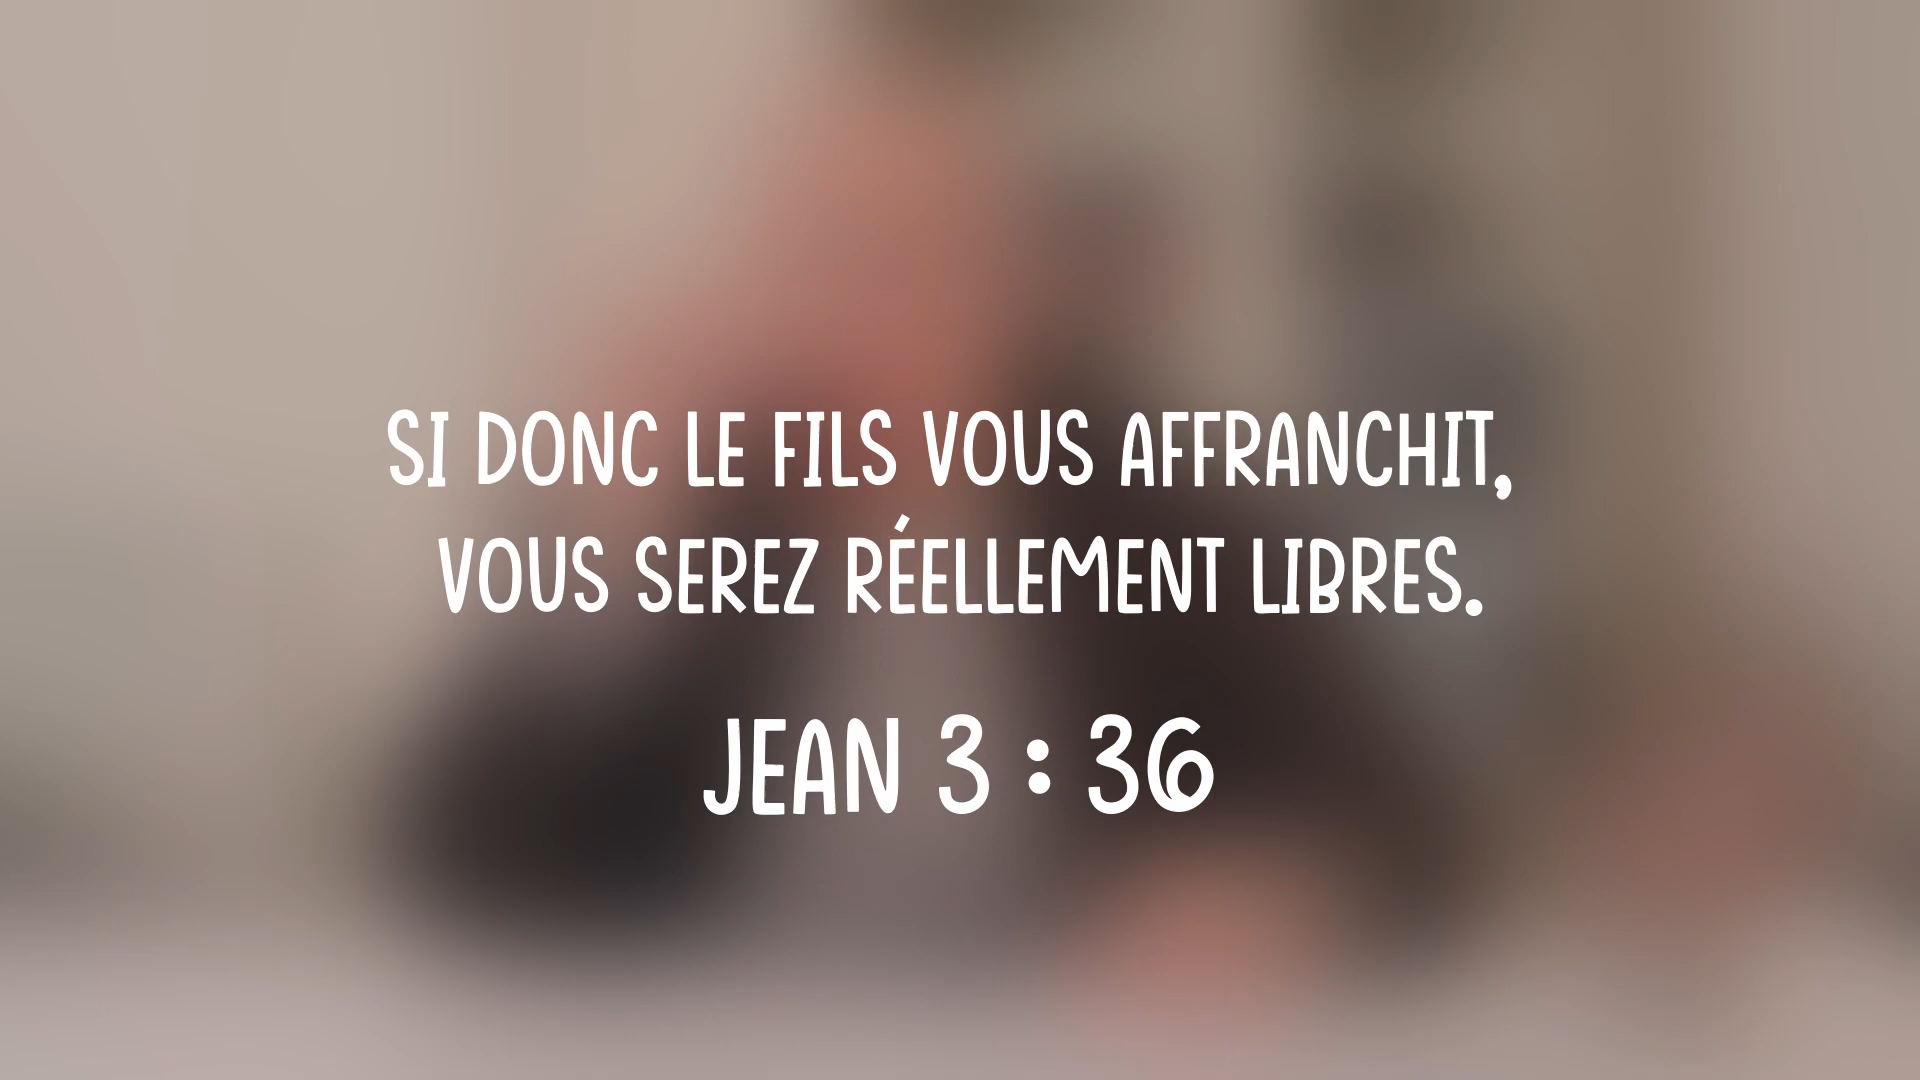 SI DONC LE FILS VOUS AFFRANCHIT,
VOUS SEREZ RÉELLEMENT LIBRES.
JEAN 3 : 36